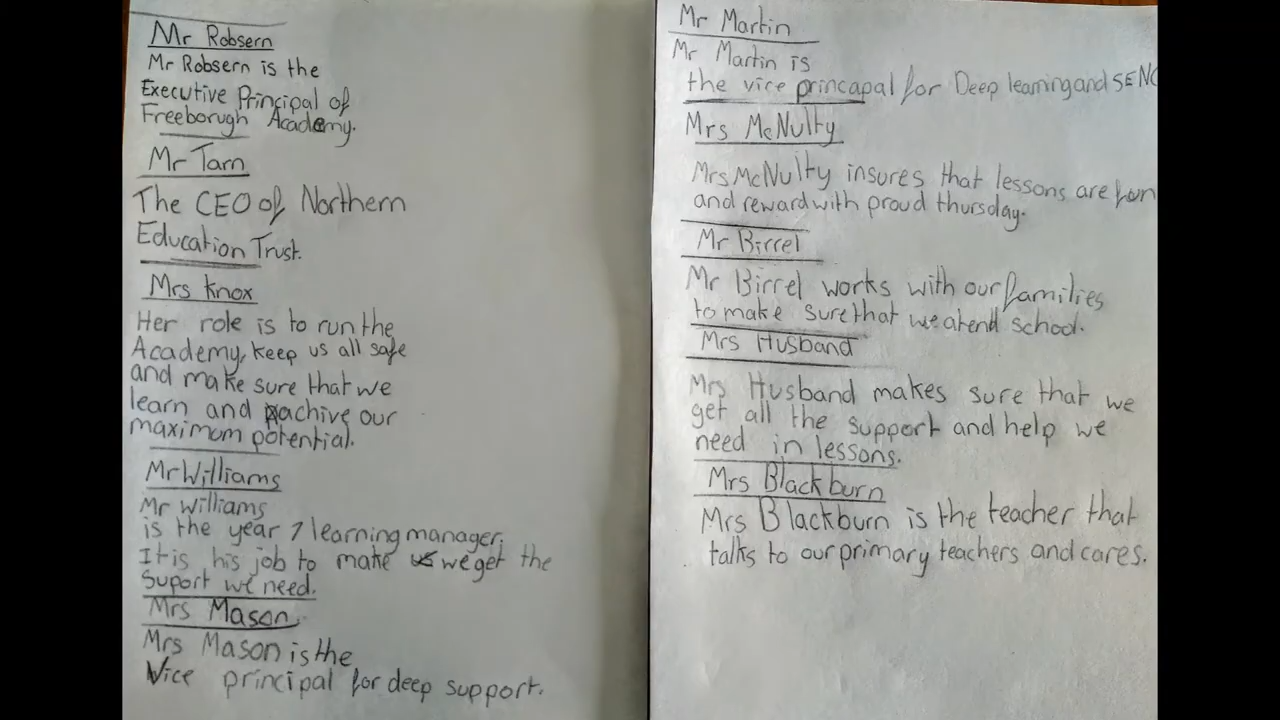 Mr Robsern
Mr Robsern is the
Executive Principal of
Freeborugh Academy.
Mr Tarn
The CEO of Northern
Education Trust.
Mrs Knox
Her role is to run the
Academy, keep us all safe
and make sure that we
learn and achive our
maximum potential.
Mr Williams
Mr Williams
is the year 7 learning manager.
It is his job to make we get the
suport we need.
Mrs Mason
Mrs Mason is the
Vice principal for deep support.
Mr Martin
Mr Martin is
the vice princapal for Deep learning and SENC
Mrs McNulty
Mrs McNulty insures that lessons are fun
and reward with proud thursday.
Mr Birrel
Mr Birrel works with our families
to make sure that we atend school.
Mrs Husband
Mrs Husband makes sure that we
get all the support and help we
need in lessons.
Mrs Blackburn
Mrs Blackburn is the teacher that
talks to our primary teachers and cares.